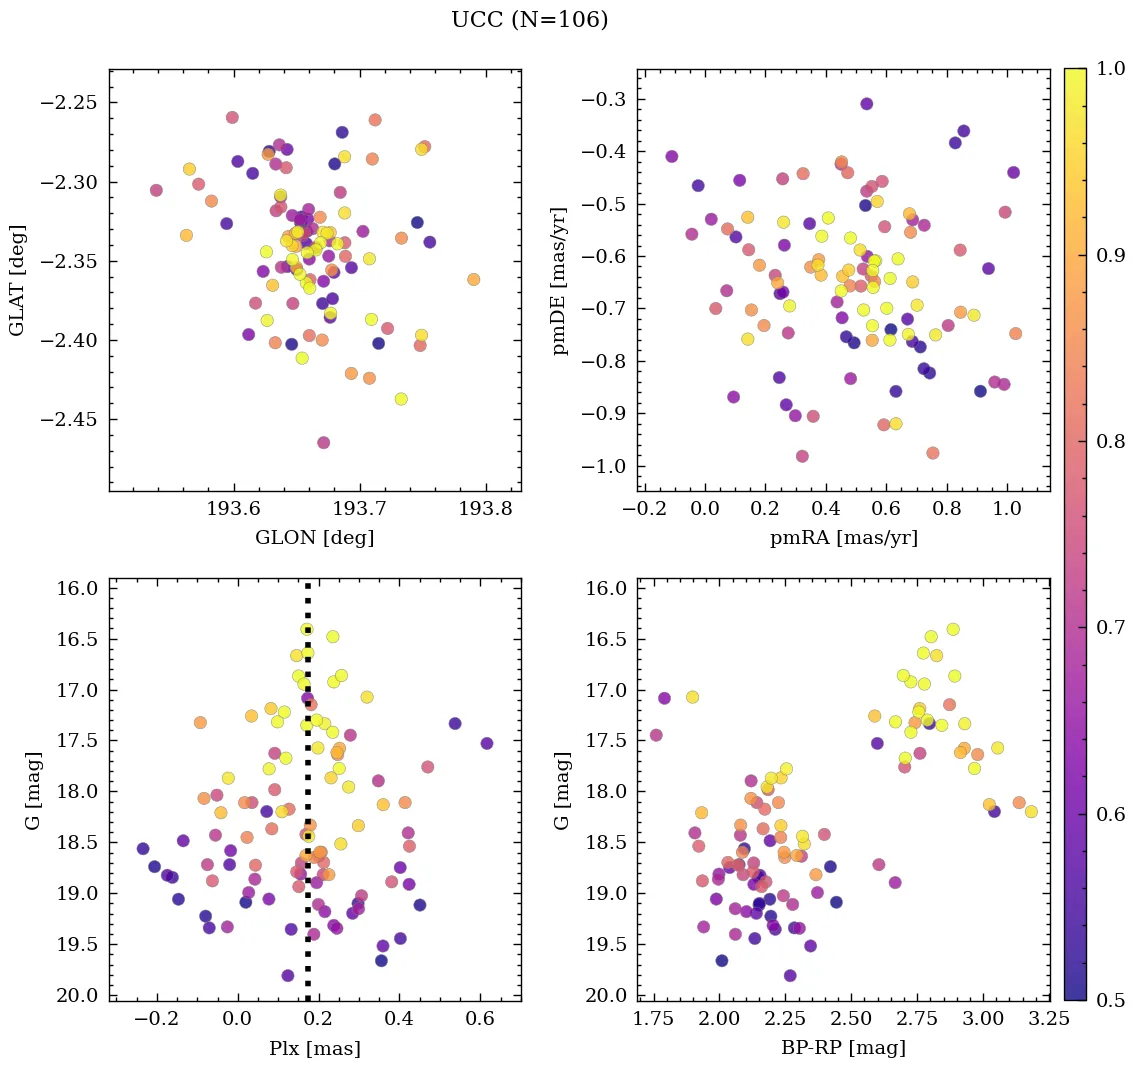 UCC (N=106)
−2.25
−2.30
−2.35
−2.40
−2.45
GLAT [deg]
193.6 193.7 193.8
GLON [deg]
−0.3
−0.4
−0.5
−0.6
−0.7
−0.8
−0.9
−1.0
pmDE [mas/yr]
−0.2 0.0 0.2 0.4 0.6 0.8 1.0
pmRA [mas/yr]
16.0
16.5
17.0
17.5
18.0
18.5
19.0
19.5
20.0
G [mag]
−0.2 0.0 0.2 0.4 0.6
Plx [mas]
16.0
16.5
17.0
17.5
18.0
18.5
19.0
19.5
20.0
G [mag]
1.75 2.00 2.25 2.50 2.75 3.00 3.25
BP-RP [mag]
1.0
0.9
0.8
0.7
0.6
0.5